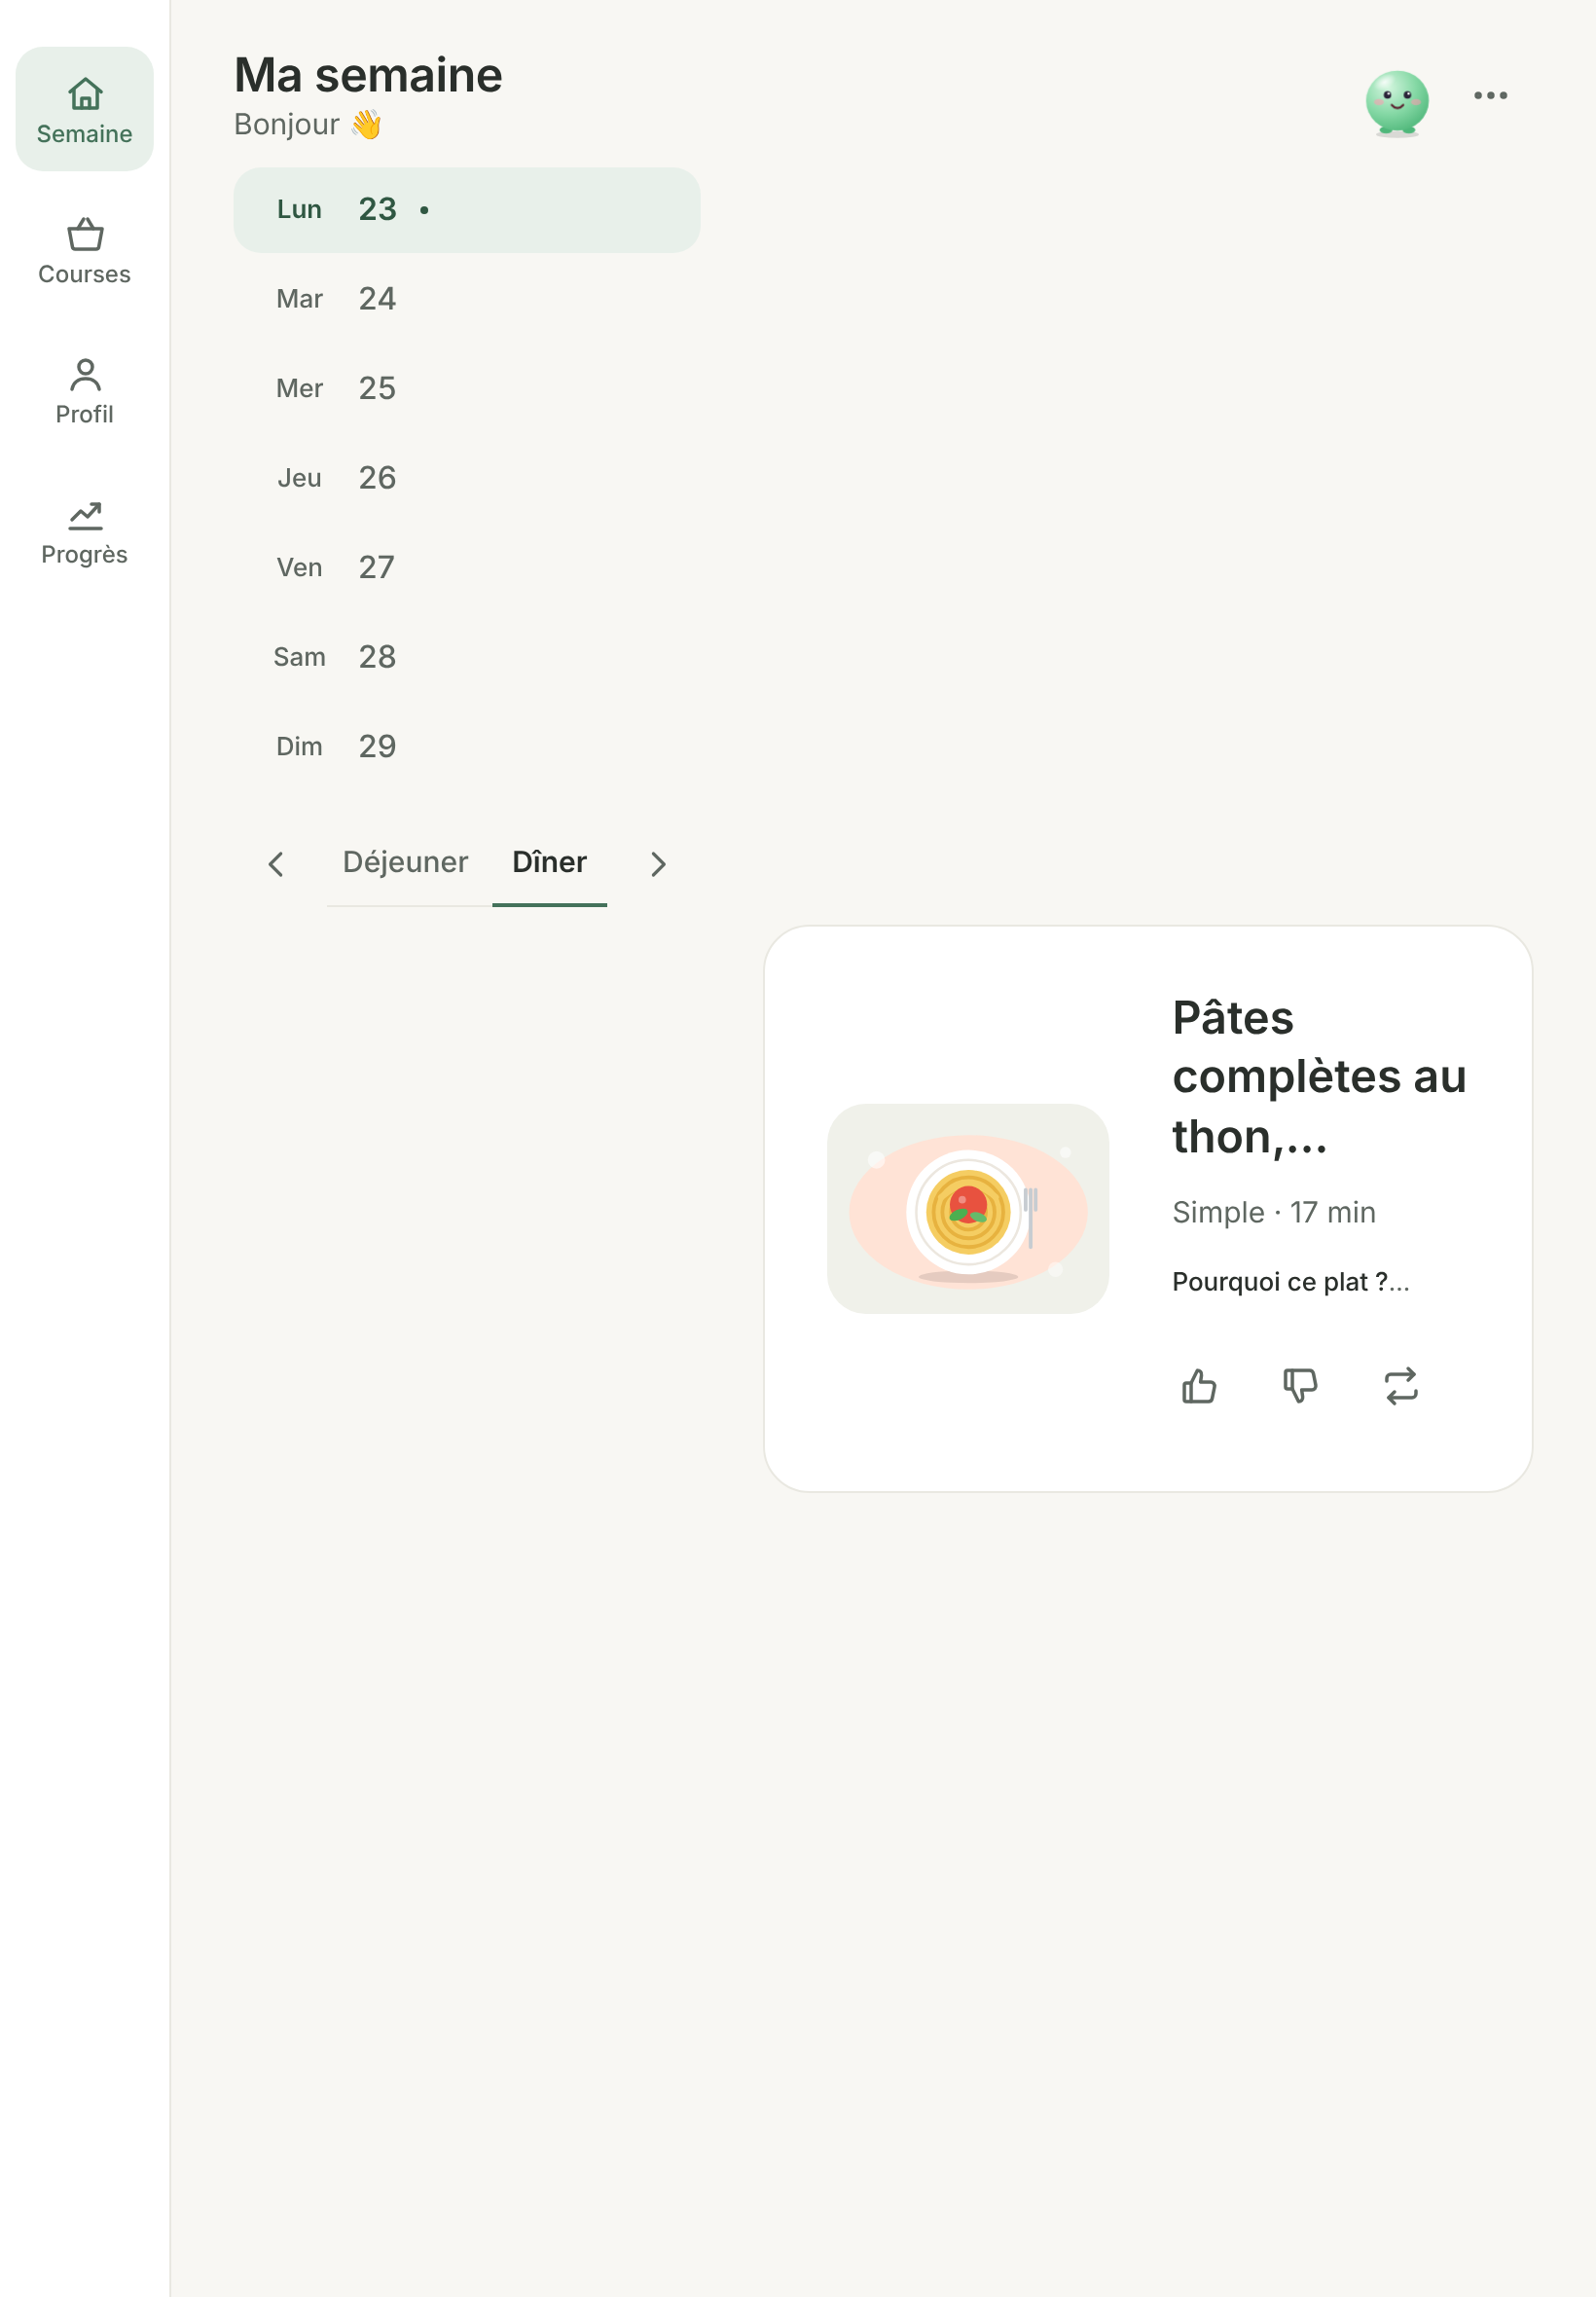 Semaine
Courses
Profil
Progrès
Ma semaine
Bonjour 👋
Lun 23 •
Mar 24
Mer 25
Jeu 26
Ven 27
Sam 28
Dim 29
Déjeuner Dîner
Pâtes
complètes au
thon,...
Simple · 17 min
Pourquoi ce plat ?...